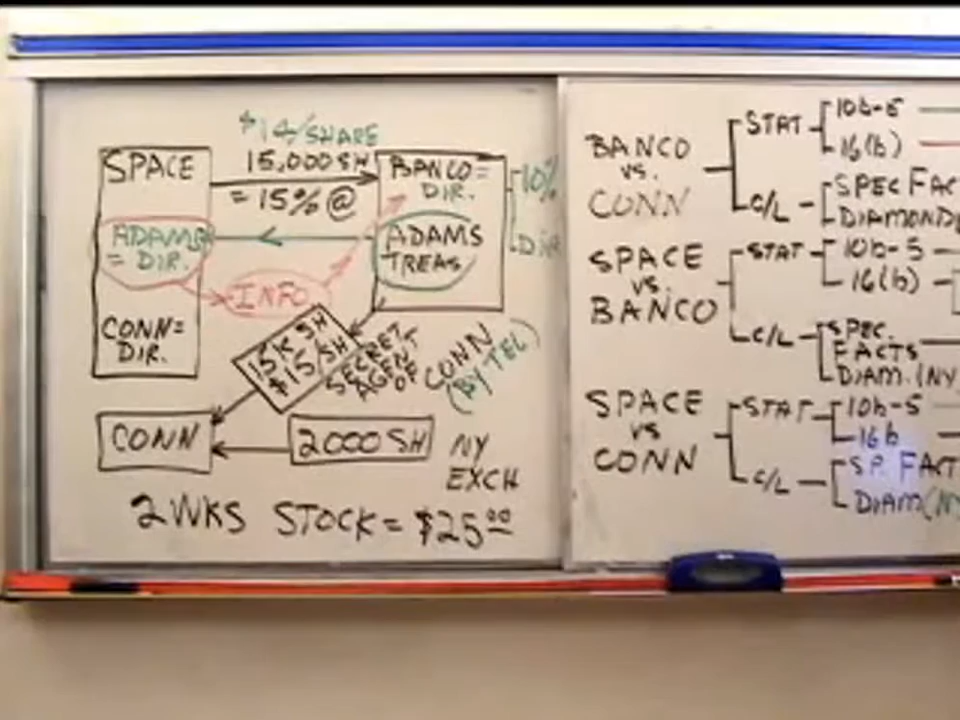 $14/SHARE
15,000 SH
= 15% @
SPACE
ADAMS
= DIR.
CONN=
DIR.
INFO
BANCO=
DIR.
ADAMS
TREAS.
10%
DIR
15K SH
$15/SH
SECRET
AGENT
OF
CONN
(BY TEL)
CONN
2000 SH
NY
EXCH
2 WKS STOCK = $25.00
BANCO
VS.
CONN
STAT
10b-5
16(b)
C/L
SPEC FACT
DIAMOND
SPACE
VS.
BANCO
STAT
10b-5
16(b)
C/L
SPEC.
FACTS
DIAM. (NY
SPACE
VS
CONN
STAT
10b-5
16b
C/L
SP. FACT
DIAM (NY